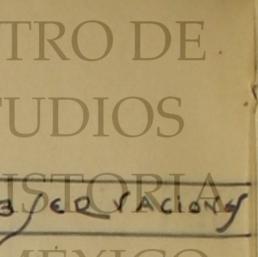 TRO DE
TUDIOS
ISTORIA
BSERVACIONES
MÉXICO